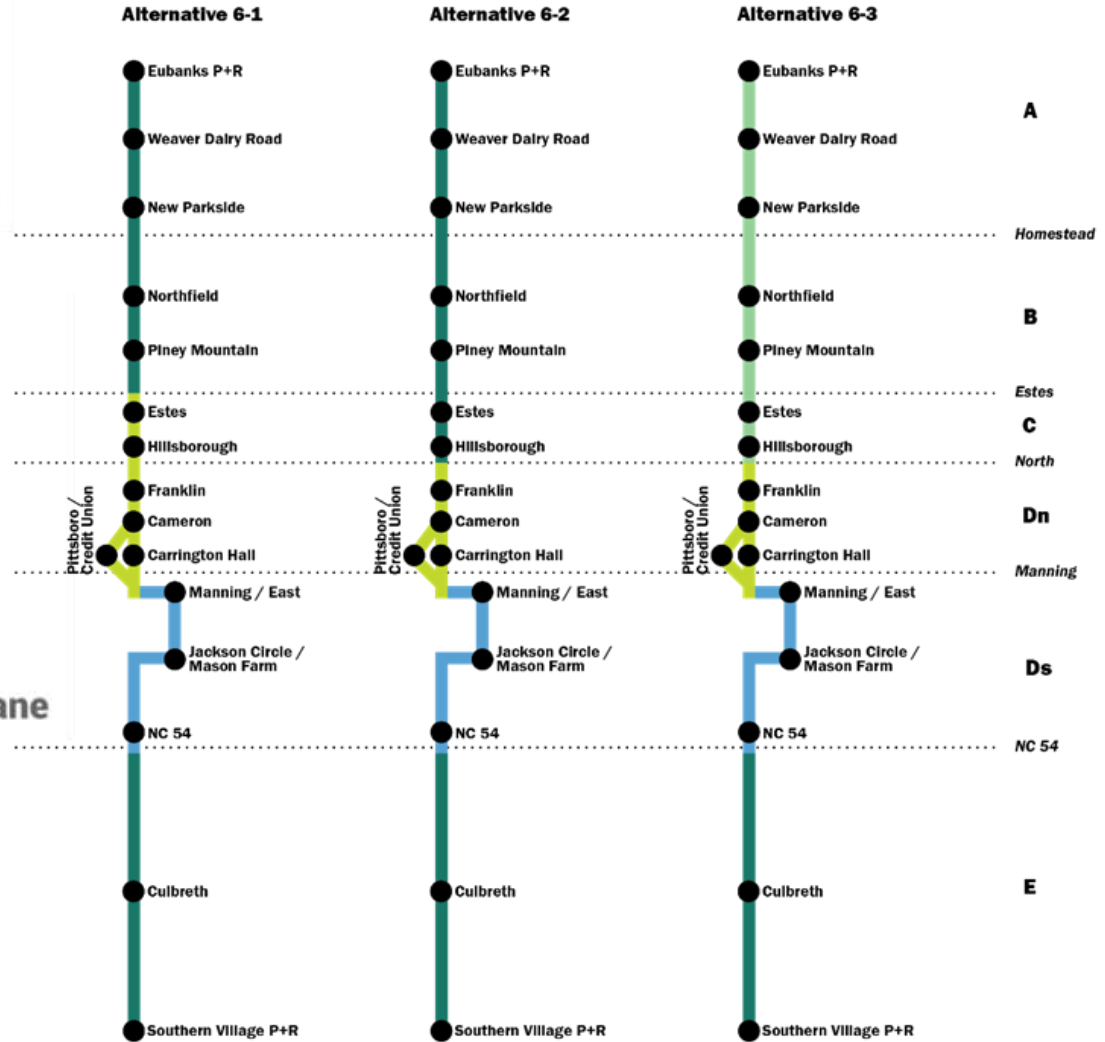 Alternative 6-1
Alternative 6-2
Alternative 6-3
Eubanks P+R
Eubanks P+R
Eubanks P+R
A
Weaver Dairy Road
Weaver Dairy Road
Weaver Dairy Road
New Parkside
New Parkside
New Parkside
Homestead
Northfield
Northfield
Northfield
B
Piney Mountain
Piney Mountain
Piney Mountain
Estes
Estes
Estes
Estes
C
Hillsborough
Hillsborough
Hillsborough
North
Franklin
Franklin
Franklin
Pittsboro /
Credit Union
Pittsboro /
Credit Union
Pittsboro /
Credit Union
Cameron
Cameron
Cameron
Dn
Carrington Hall
Carrington Hall
Carrington Hall
Manning
Manning / East
Manning / East
Manning / East
Jackson Circle /
Mason Farm
Jackson Circle /
Mason Farm
Jackson Circle /
Mason Farm
Ds
ane
NC 54
NC 54
NC 54
NC 54
Culbreth
Culbreth
Culbreth
E
Southern Village P+R
Southern Village P+R
Southern Village P+R